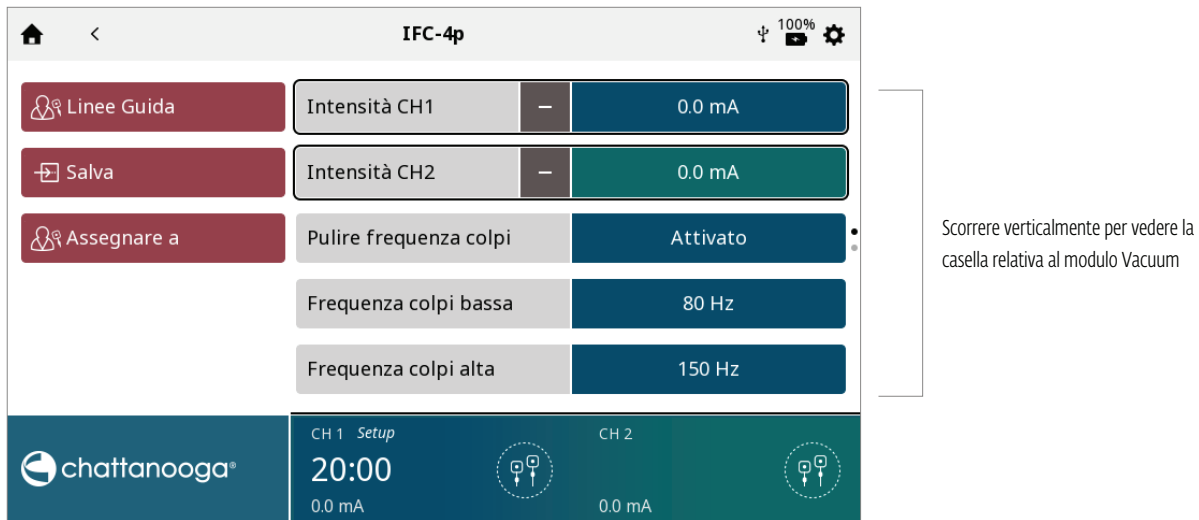 IFC-4p
100%
Linee Guida
Salva
Assegnare a
Intensità CH1 – 0.0 mA
Intensità CH2 – 0.0 mA
Pulire frequenza colpi Attivato
Frequenza colpi bassa 80 Hz
Frequenza colpi alta 150 Hz
Scorrere verticalmente per vedere la
casella relativa al modulo Vacuum
chattanooga®
CH 1 Setup
20:00
0.0 mA
CH 2
0.0 mA